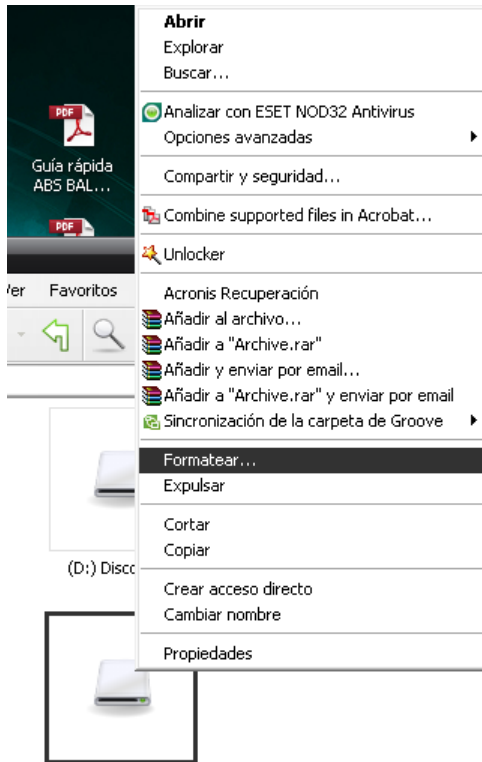 Abrir
Explorar
Buscar...
Analizar con ESET NOD32 Antivirus
Opciones avanzadas
Compartir y seguridad...
Combine supported files in Acrobat...
Unlocker
Acronis Recuperación
Añadir al archivo...
Añadir a "Archive.rar"
Añadir y enviar por email...
Añadir a "Archive.rar" y enviar por email
Sincronización de la carpeta de Groove
Formatear...
Expulsar
Cortar
Copiar
Crear acceso directo
Cambiar nombre
Propiedades
PDF
Guía rápida
ABS BAL...
PDF
Favoritos
(D:)